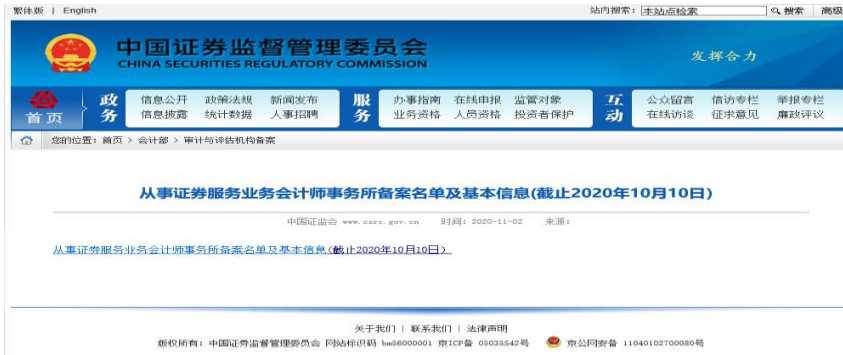 繁体版 | English 站内搜索: 本站点检索 搜索 高级
中国证券监督管理委员会
CHINA SECURITIES REGULATORY COMMISSION
发挥合力
首页 政务 信息公开 政策法规 新闻发布 服务 办事指南 在线申报 监管对象 互动 公众留言 信访专栏 举报专栏
信息披露 统计数据 人事招聘 业务资格 人员资格 投资者保护 在线访谈 征求意见 廉政评议
您的位置: 首页 > 会计部 > 审计与评估机构备案
从事证券服务业务会计师事务所备案名单及基本信息(截止2020年10月10日)
中国证监会 www.csrc.gov.cn 时间: 2020-11-02 来源:
从事证券服务业务会计师事务所备案名单及基本信息(截止2020年10月10日)
关于我们 | 联系我们 | 法律声明
版权所有: 中国证券监督管理委员会 网站标识码 bm56000001 京ICP备 05035542号 京公网安备 11040102700080号